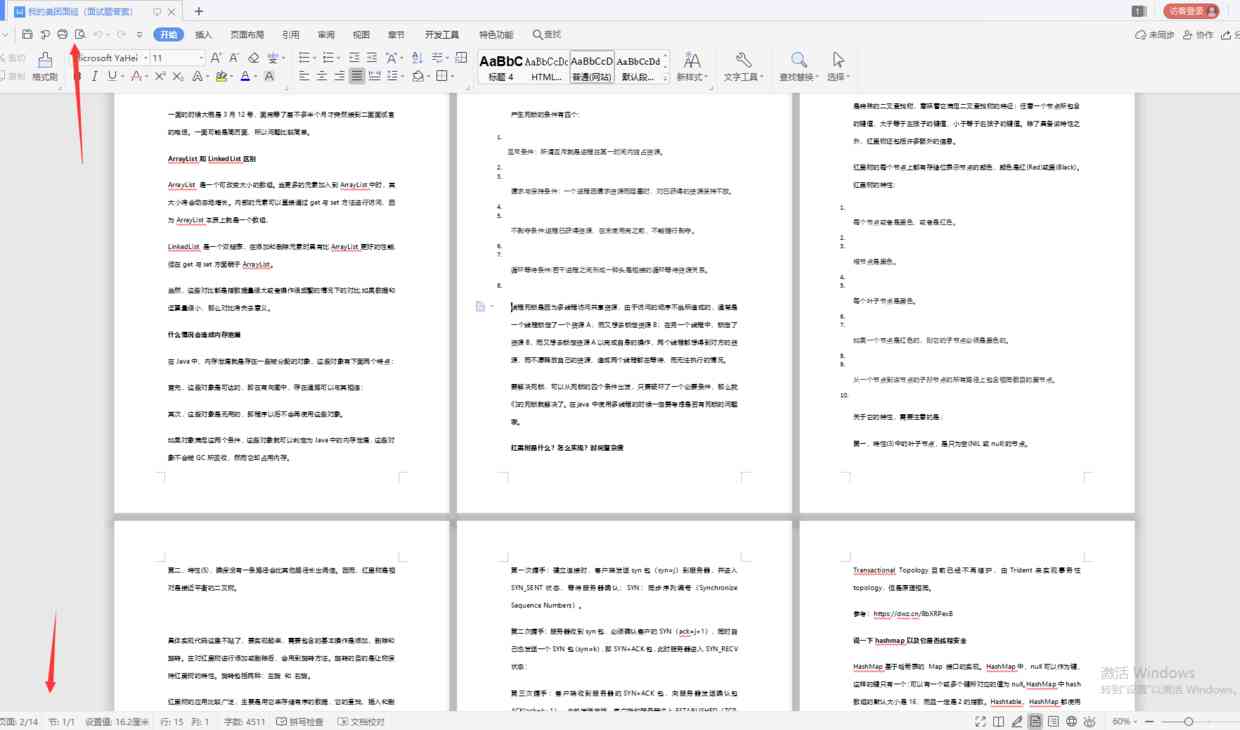 我的美团面经（面试题答案）
访客登录
开始 插入 页面布局 引用 审阅 视图 章节 开发工具 特色功能 查找
未同步 协作
格式刷
Microsoft YaHei 11
AaBbC AaBbCcDc AaBbCcD AaBbCcDd
标题 4 HTML... 普通(网站) 默认段...
新样式 文字工具 查找替换 选择
一面的时候大概是 3 月 12 号，
ArrayList 和 LinkedList 区别
ArrayList 是一个可改变大小的数组。当更多的元素加入到 ArrayList 中时，其
大小将会动态地增长。内部的元素可以直接通过 get 与 set 方法进行访问，因
为 ArrayList 本质上就是一个数组。
LinkedList 是一个双链表，在添加和删除元素时具有比 ArrayList 更好的性能.
但在 get 与 set 方面弱于 ArrayList。
当然，这些对比都是指数据量很大或者操作很频繁的情况下的对比,如果数据和
运算量很小，那么对比将失去意义。
什么情况会造成内存泄漏
在 Java 中，内存泄漏就是存在一些被分配的对象，这些对象有下面两个特点：
首先，这些对象是可达的，即在有向图中，存在通路可以与其相连；
其次，这些对象是无用的，即程序以后不会再使用这些对象。
如果对象满足这两个条件，这些对象就可以判定为 Java 中的内存泄漏，这些对
象不会被 GC 所回收，然而它却占用内存。
产生死锁的条件有四个:
1.
互斥条件：所谓互斥就是进程在某一时间内独占资源。
2.
3.
请求与保持条件：一个进程因请求资源而阻塞时，对已获得的资源保持不放。
4.
5.
不剥夺条件:进程已获得资源，在末使用完之前，不能强行剥夺。
6.
7.
循环等待条件:若干进程之间形成一种头尾相接的循环等待资源关系。
8.
线程死锁是因为多线程访问共享资源，由于访问的顺序不当所造成的，通常是
一个线程锁定了一个资源 A，而又想去锁定资源 B；在另一个线程中，锁定了
资源 B，而又想去锁定资源 A 以完成自身的操作，两个线程都想得到对方的资
源，而不愿释放自己的资源，造成两个线程都在等待，而无法执行的情况。
要解决死锁，可以从死锁的四个条件出发，只要破坏了一个必要条件，那么我
们的死锁就解决了。在 java 中使用多线程的时候一定要考虑是否有死锁的问题
哦。
红黑树是什么？怎么实现？时间复杂度
是特殊的二叉查找树，意味着它满足二叉查找树的特征：任意一个节点所包含
的键值，大于等于左孩子的键值，小于等于右孩子的键值。除了具备该特性之
外，红黑树还包括许多额外的信息。
红黑树的每个节点上都有存储位表示节点的颜色，颜色是红(Red)或黑(Black)。
红黑树的特性:
1.
每个节点或者是黑色，或者是红色。
2.
3.
根节点是黑色。
4.
5.
每个叶子节点是黑色。
6.
7.
如果一个节点是红色的，则它的子节点必须是黑色的。
8.
9.
从一个节点到该节点的子孙节点的所有路径上包含相同数目的黑节点。
10.
关于它的特性，需要注意的是：
第一，特性(3)中的叶子节点，是只为空(NIL 或 null)的节点。
第二，特性(5)，确保没有一条路径会比其他路径长出俩倍。因而，红黑树是相
对是接近平衡的二叉树。
具体实现代码这里不贴了，要实现起来，需要包含的基本操作是添加、删除和
旋转。在对红黑树进行添加或删除后，会用到旋转方法。旋转的目的是让树保
持红黑树的特性。旋转包括两种：左旋 和 右旋。
红黑树的应用比较广泛，主要是用它来存储有序的数据，它的查找、插入和删
第一次握手：建立连接时，客户端发送 syn 包（syn=j）到服务器，并进入
SYN_SENT 状态，等待服务器确认；SYN：同步序列编号（Synchronize
Sequence Numbers）。
第二次握手：服务器收到 syn 包，必须确认客户的 SYN（ack=j+1），同时自
己也发送一个 SYN 包（syn=k），即 SYN+ACK 包，此时服务器进入 SYN_RECV
状态；
第三次握手：客户端收到服务器的 SYN+ACK 包，向服务器发送确认包
Transactional Topology 目前已经不再维护，由 Trident 来实现事务性
topology，但是原理相同。
参考：https://dwz.cn/8bXRPexB
说一下 hashmap 以及它是否线程安全
HashMap 基于哈希表的 Map 接口的实现。HashMap 中，null 可以作为键，
这样的键只有一个；可以有一个或多个键所对应的值为 null。HashMap 中 hash
数组的默认大小是 16，而且一定是 2 的指数。Hashtable、HashMap 都使用
激活 Windows
转到"设置"以激活 Windows。
页面: 2/14 节: 1/1 设置值: 16.2厘米 行: 15 列: 1 字数: 4511 拼写检查 文档校对
60%